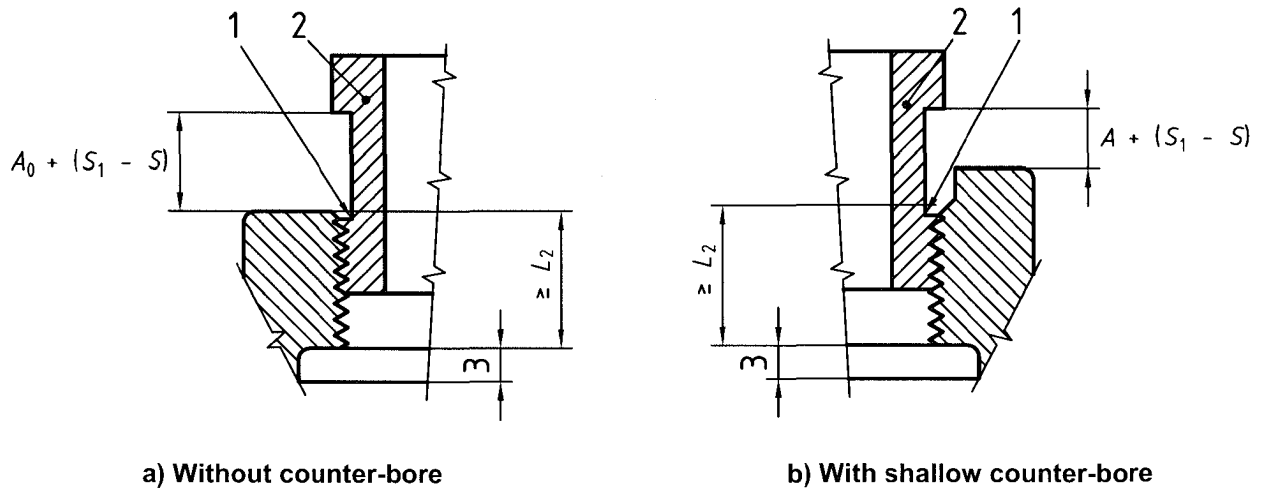 1 2
A₀ + (S₁ - S)
≥ L₂
3
a) Without counter-bore
2 1
A + (S₁ - S)
≥ L₂
3
b) With shallow counter-bore